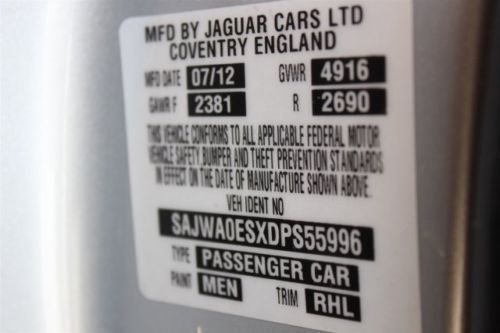 MFD BY JAGUAR CARS LTD
COVENTRY ENGLAND
MFD DATE 07/12 GVWR 4916
GAWR F 2381 R 2690
THIS VEHICLE CONFORMS TO ALL APPLICABLE FEDERAL MOTOR
VEHICLE SAFETY, BUMPER AND THEFT PREVENTION STANDARDS
IN EFFECT ON THE DATE OF MANUFACTURE SHOWN ABOVE.
VEH IDENT NO
SAJWA0ESXDPS55996
TYPE PASSENGER CAR
PAINT MEN TRIM RHL